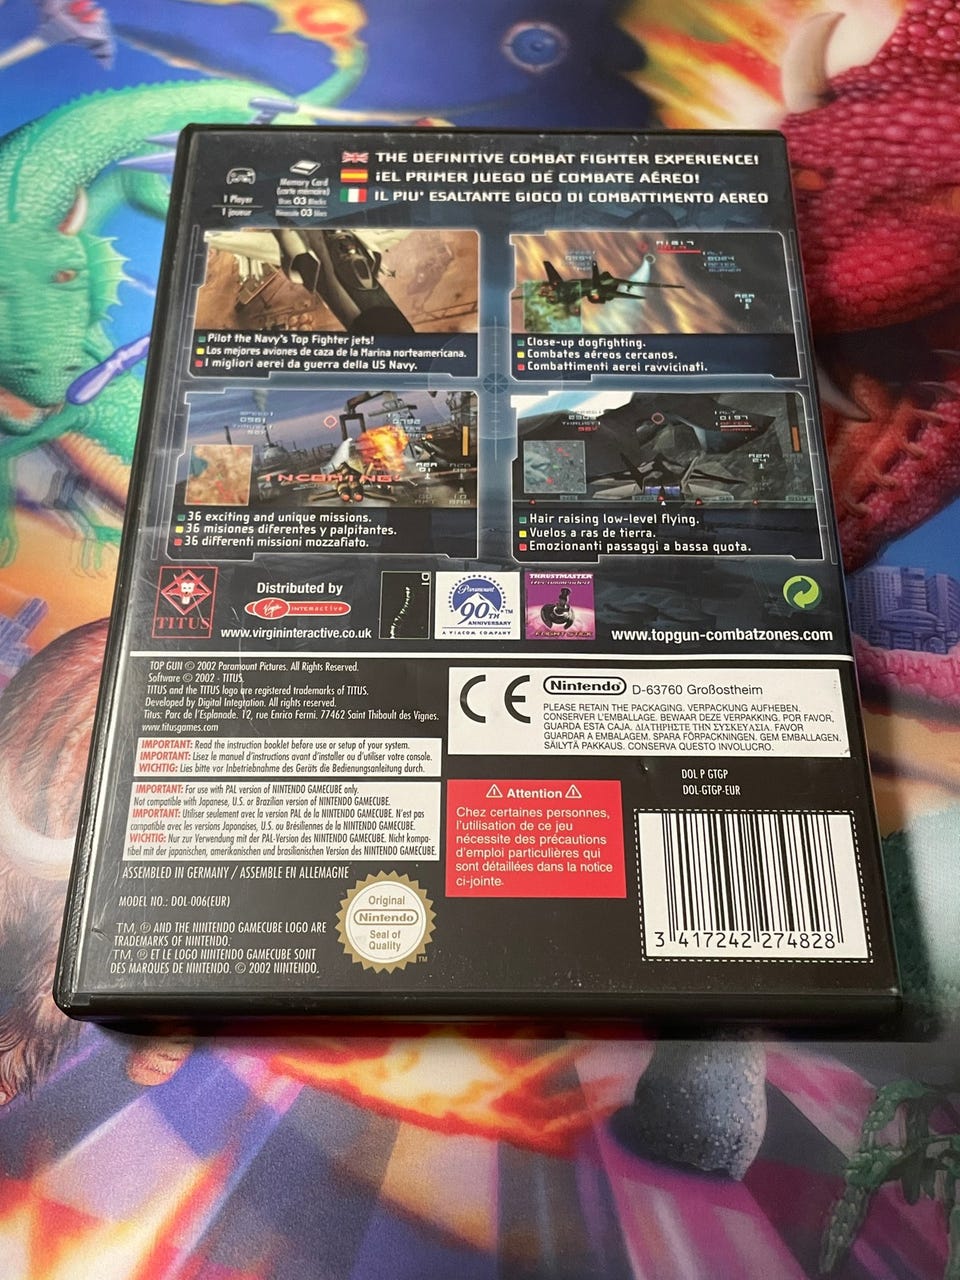 THE DEFINITIVE COMBAT FIGHTER EXPERIENCE!
¡EL PRIMER JUEGO DE COMBATE AÉREO!
IL PIU' ESALTANTE GIOCO DI COMBATTIMENTO AEREO
1 Player
1 joueur
Memory Card
(carte mémoire)
Uses 03 Blocks
Nécessite 03 blocs
Pilot the Navy's Top Fighter jets!
Los mejores aviones de caza de la Marina norteamericana.
I migliori aerei da guerra della US Navy.
Close-up dogfighting.
Combates aéreos cercanos.
Combattimenti aerei ravvicinati.
INCOMING!
36 exciting and unique missions.
36 misiones diferentes y palpitantes.
36 differenti missioni mozzafiato.
Hair raising low-level flying.
Vuelos a ras de tierra.
Emozionanti passaggi a bassa quota.
TITUS
Distributed by
Virgin INTERACTIVE
www.virgininteractive.co.uk
DI
Paramount
90TH
ANNIVERSARY
A VIACOM COMPANY
THRUSTMASTER
recommended
FLIGHT STICK
www.topgun-combatzones.com
TOP GUN © 2002 Paramount Pictures. All Rights Reserved.
Software © 2002 - TITUS.
TITUS and the TITUS logo are registered trademarks of TITUS.
Developed by Digital Integration. All rights reserved.
Titus: Parc de l'Esplanade. 12, rue Enrico Fermi. 77462 Saint Thibault des Vignes.
www.titusgames.com
IMPORTANT: Read the instruction booklet before use or setup of your system.
IMPORTANT: Lisez le manuel d'instructions avant d'installer ou d'utiliser votre console.
WICHTIG: Lies bitte vor Inbetriebnahme des Geräts die Bedienungsanleitung durch.
IMPORTANT: For use with PAL version of NINTENDO GAMECUBE only.
Not compatible with Japanese, U.S. or Brazilian version of NINTENDO GAMECUBE.
IMPORTANT: Utiliser seulement avec la version PAL de la NINTENDO GAMECUBE. N'est pas
compatible avec les versions Japonaises, U.S. ou Brésiliennes de la NINTENDO GAMECUBE.
WICHTIG: Nur zur Verwendung mit der PAL-Version des NINTENDO GAMECUBE. Nicht kompa-
tibel mit der japanischen, amerikanischen und brasilianischen Version des NINTENDO GAMECUBE.
ASSEMBLED IN GERMANY / ASSEMBLE EN ALLEMAGNE
MODEL NO.: DOL-006(EUR)
TM, ® AND THE NINTENDO GAMECUBE LOGO ARE
TRADEMARKS OF NINTENDO.
TM, ® ET LE LOGO NINTENDO GAMECUBE SONT
DES MARQUES DE NINTENDO. © 2002 NINTENDO.
Original
Nintendo
Seal of
Quality
TM
CE
Nintendo D-63760 Großostheim
PLEASE RETAIN THE PACKAGING. VERPACKUNG AUFHEBEN.
CONSERVER L'EMBALLAGE. BEWAAR DEZE VERPAKKING. POR FAVOR,
GUARDA ESTA CAJA. ΔΙΑΤΗΡΗΣΤΕ ΤΗΝ ΣΥΣΚΕΥΑΣΙΑ. FAVOR
GUARDAR A EMBALAGEM. SPARA FÖRPACKNINGEN. GEM EMBALLAGEN.
SÄILYTÄ PAKKAUS. CONSERVA QUESTO INVOLUCRO.
DOL P GTGP
DOL-GTGP-EUR
Attention
Chez certaines personnes,
l'utilisation de ce jeu
nécessite des précautions
d'emploi particulières qui
sont détaillées dans la notice
ci-jointe.
3 417242 274828